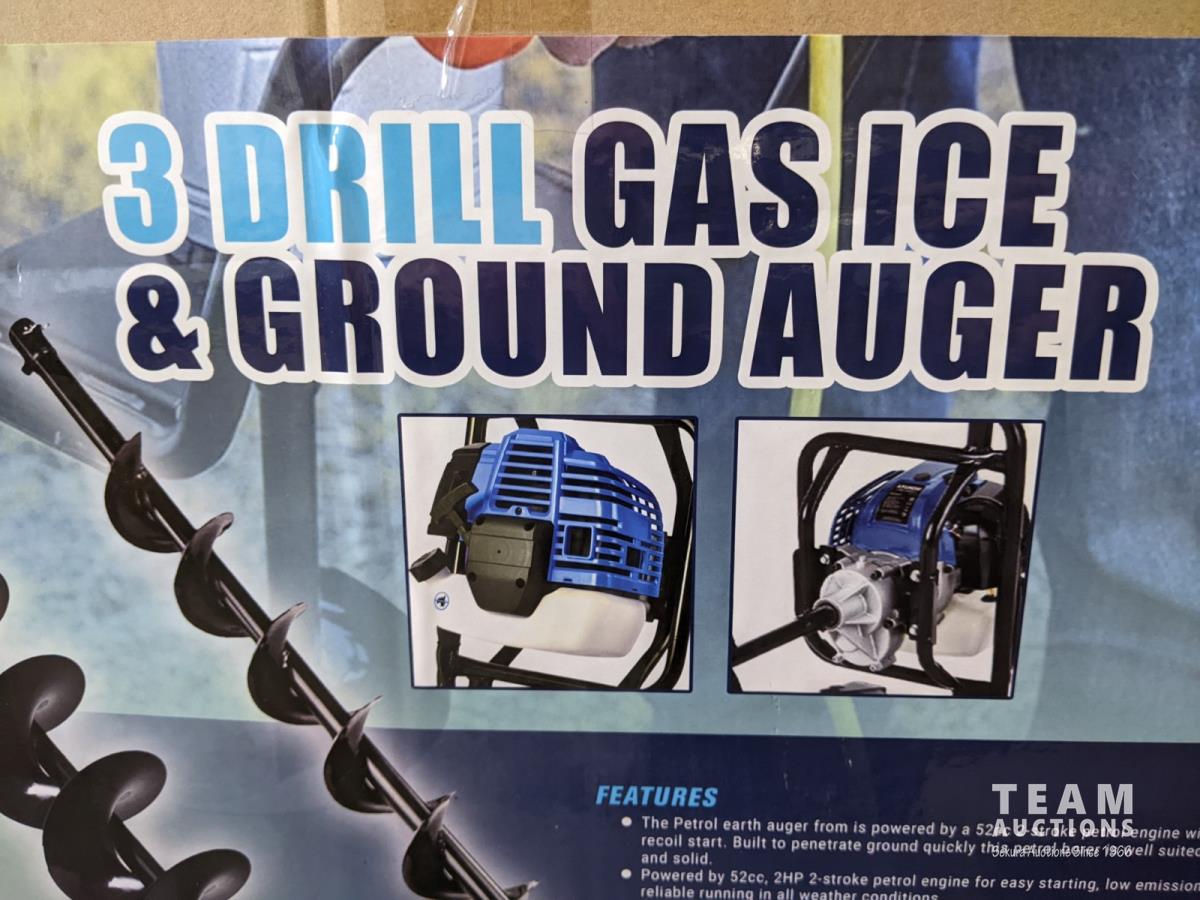 3 DRILL GAS ICE
& GROUND AUGER
FEATURES
The Petrol earth auger from is powered by a 52cc 2-stroke petrol engine
recoil start. Built to penetrate ground quickly this petrol borer is well suited
and solid.
Powered by 52cc, 2HP 2-stroke petrol engine for easy starting, low emission
reliable running in all weather conditions.
TEAM
AUCTIONS
Since 1966